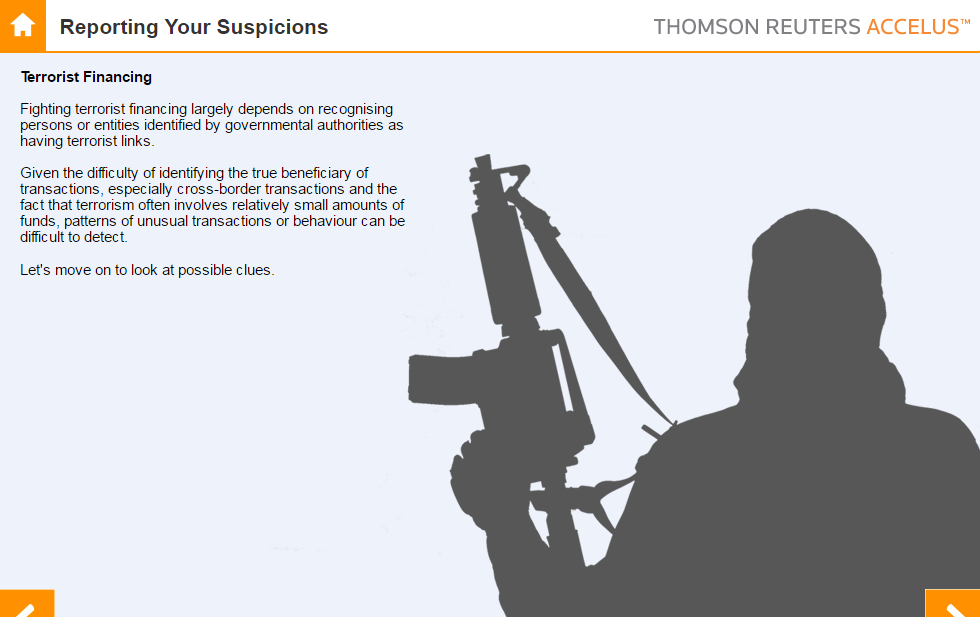 Reporting Your Suspicions
THOMSON REUTERS ACCELUS™
Terrorist Financing
Fighting terrorist financing largely depends on recognising
persons or entities identified by governmental authorities as
having terrorist links.
Given the difficulty of identifying the true beneficiary of
transactions, especially cross-border transactions and the
fact that terrorism often involves relatively small amounts of
funds, patterns of unusual transactions or behaviour can be
difficult to detect.
Let's move on to look at possible clues.